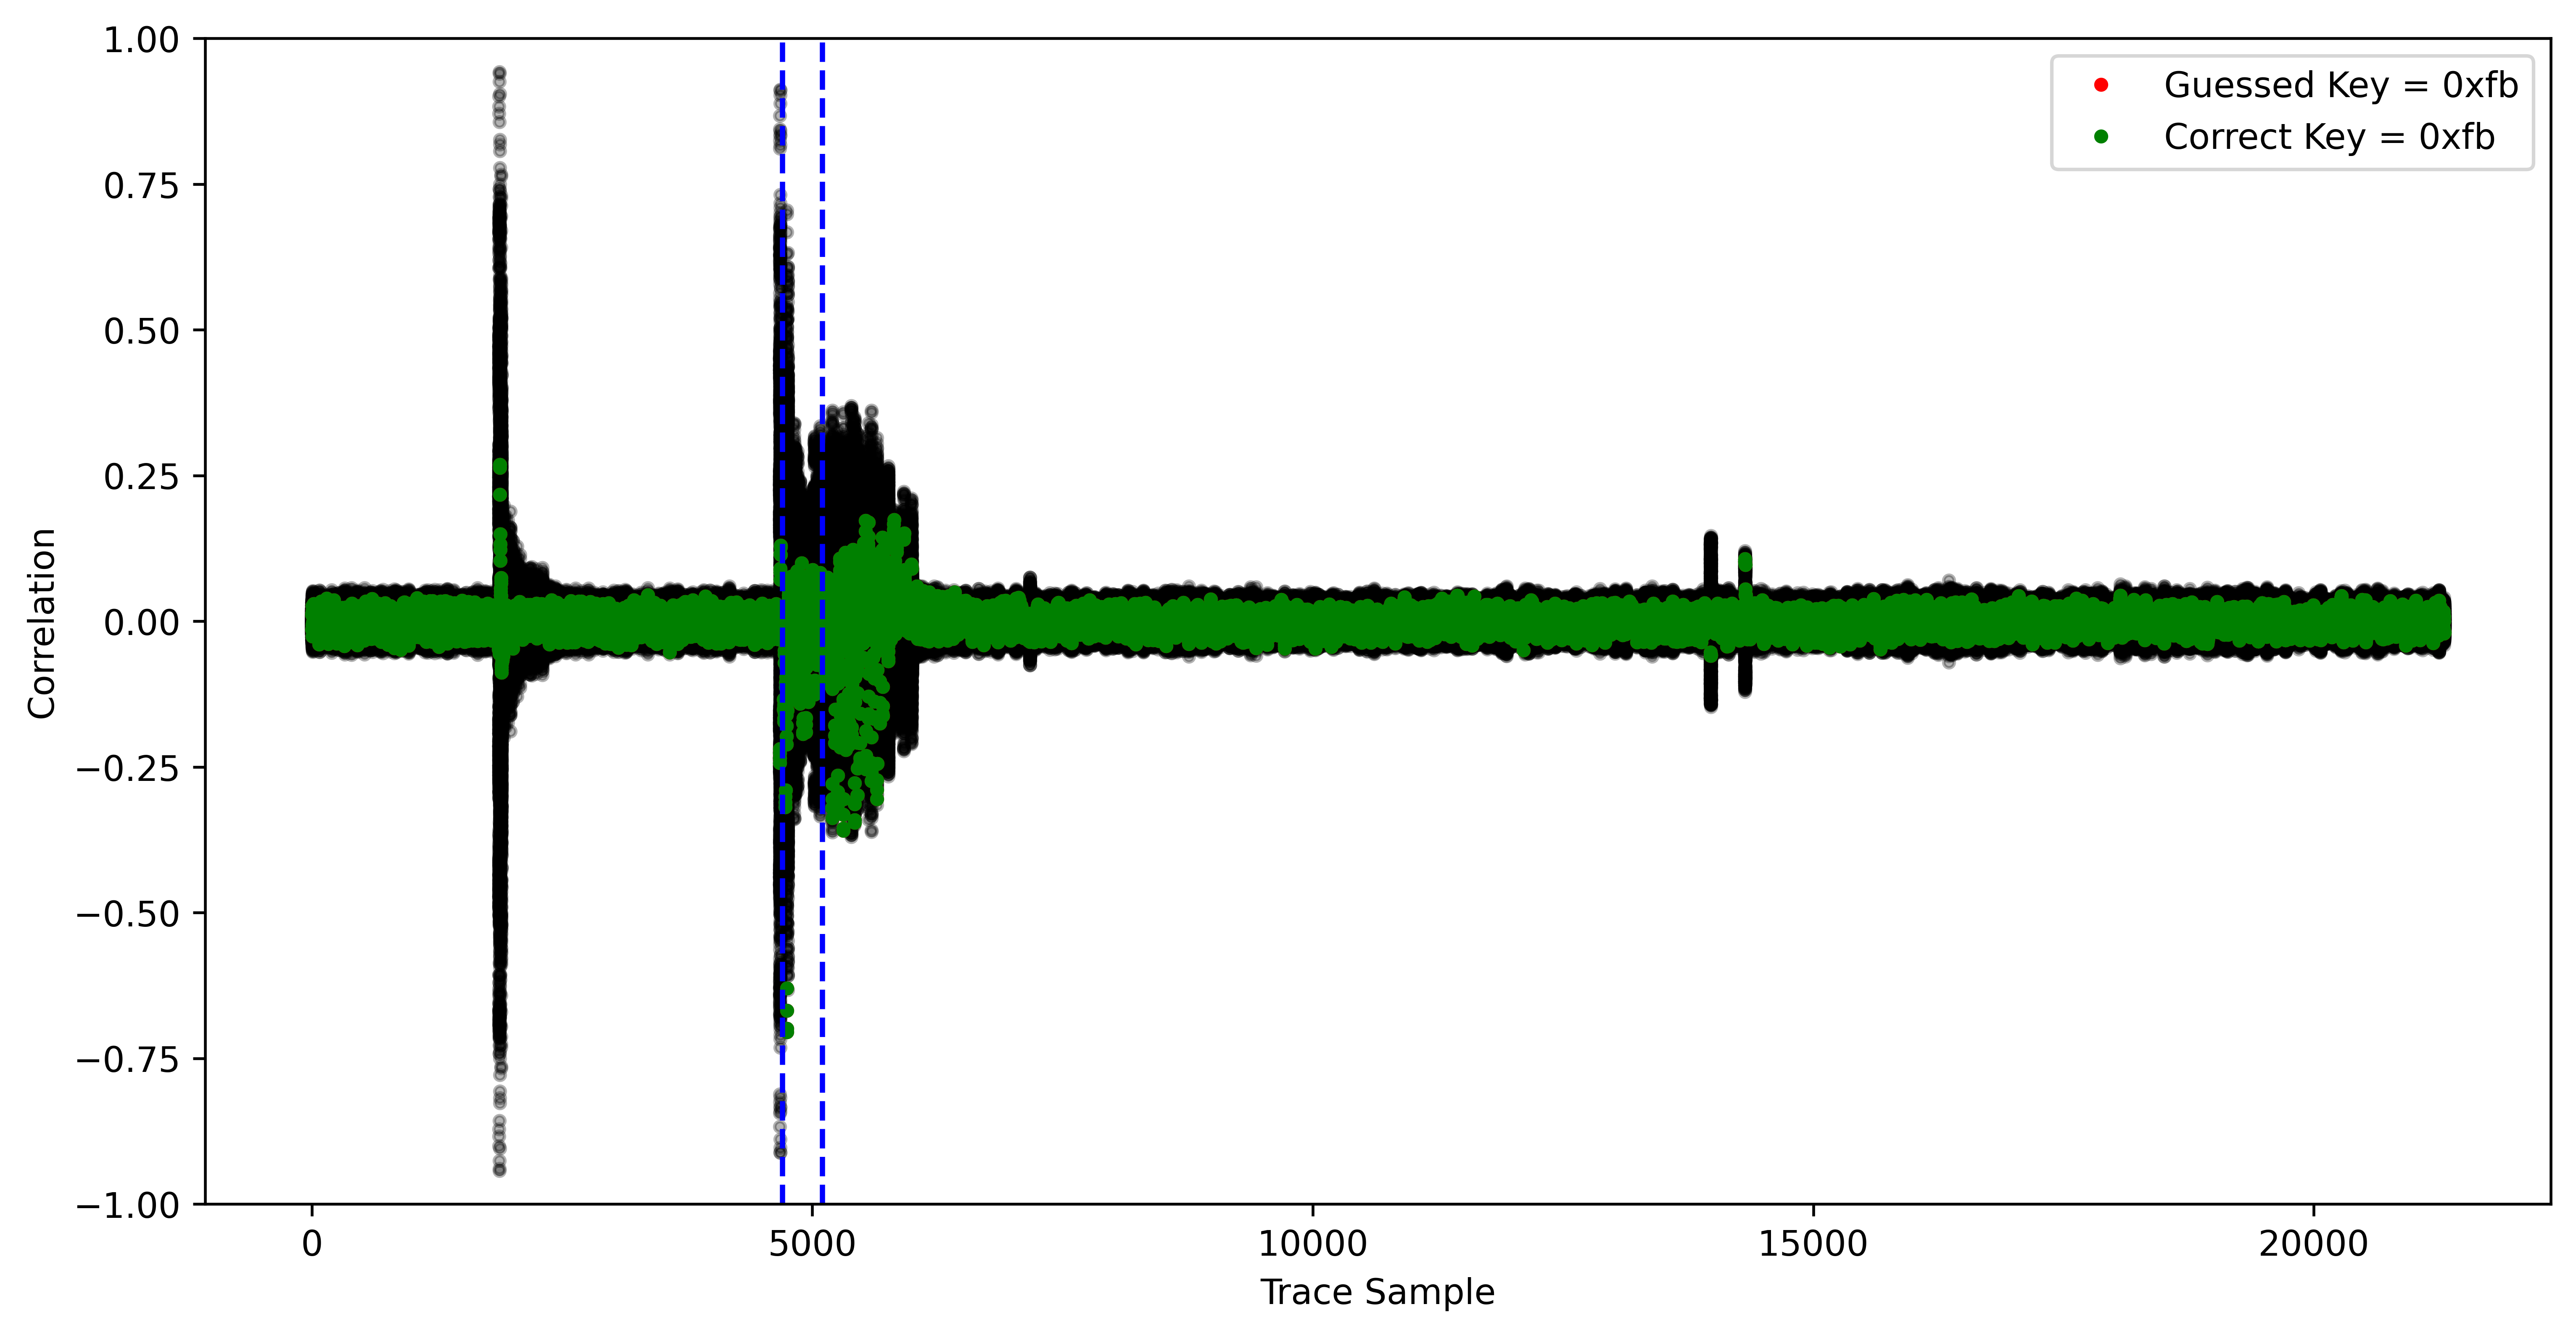 1.00
0.75
0.50
0.25
0.00
−0.25
−0.50
−0.75
−1.00
Correlation
Guessed Key = 0xfb
Correct Key = 0xfb
0 5000 10000 15000 20000
Trace Sample